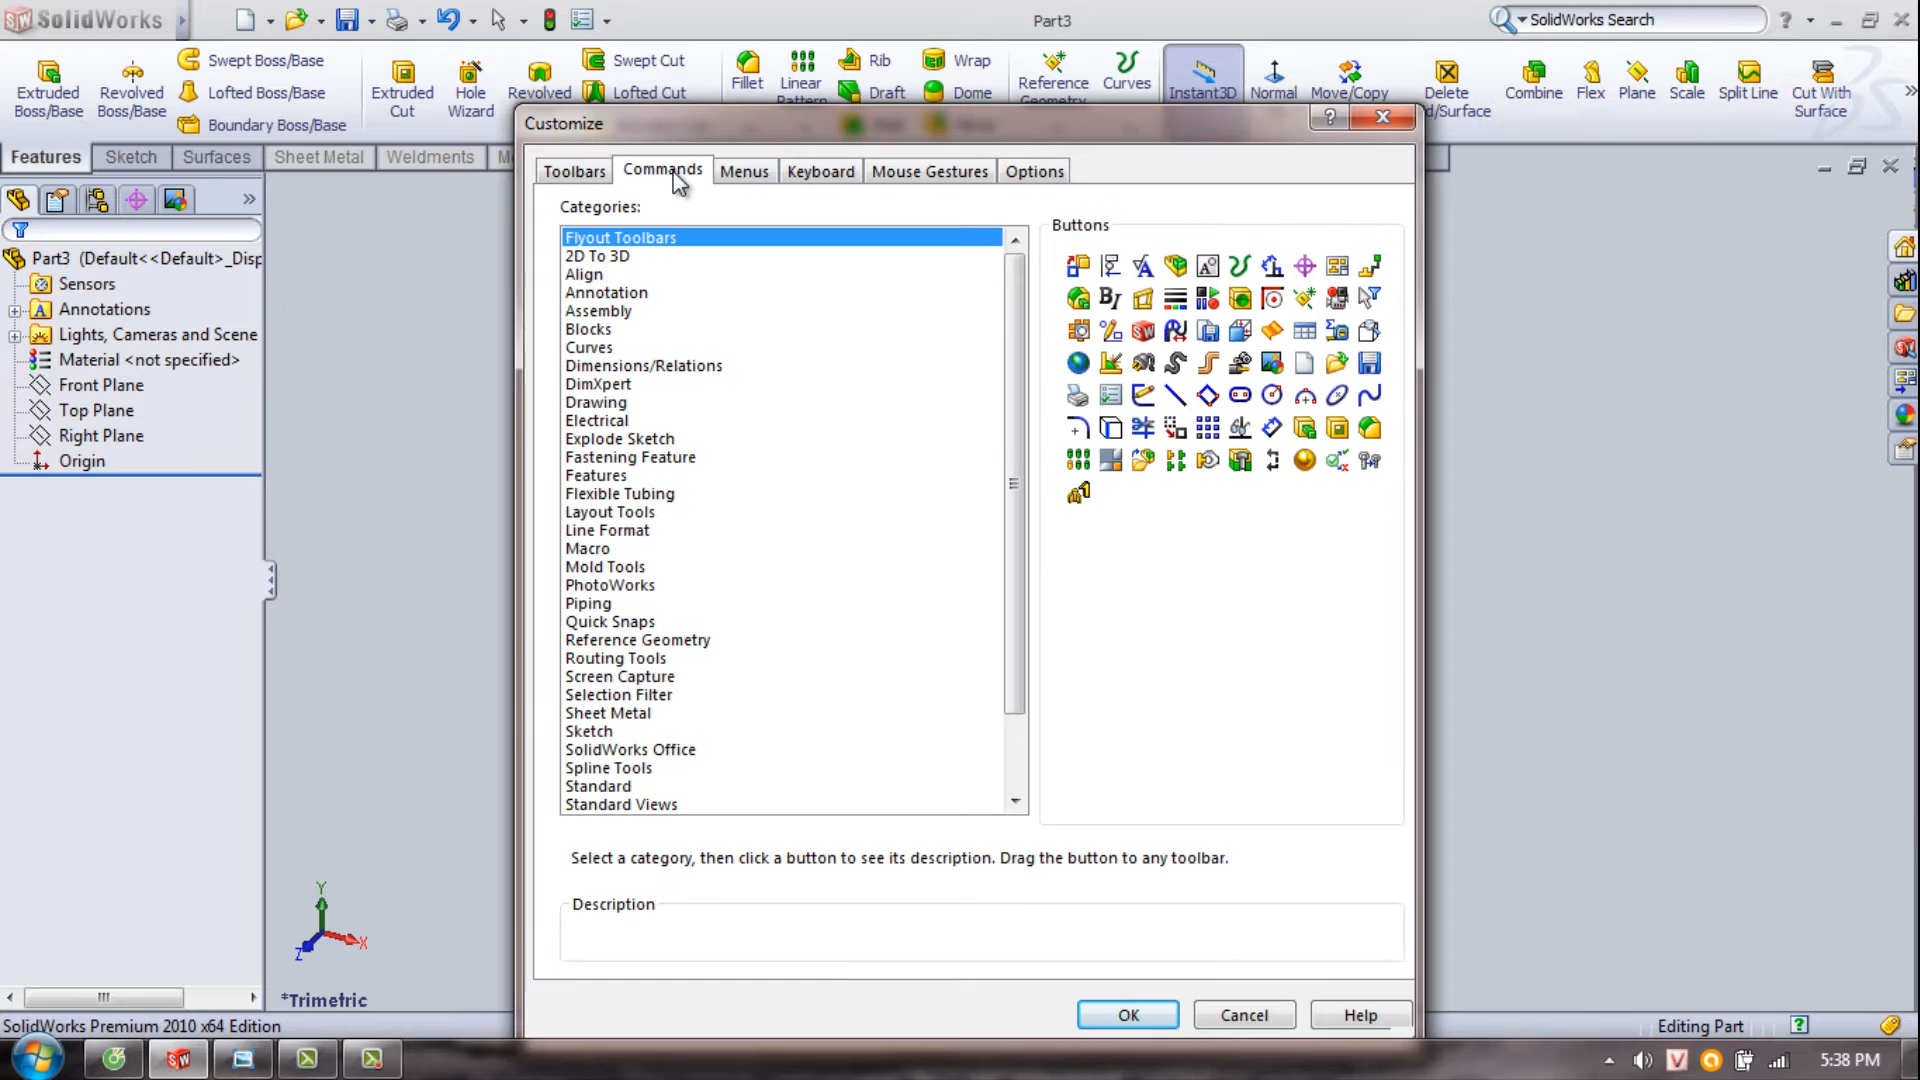 SolidWorks
Part3
SolidWorks Search
Extruded Boss/Base
Revolved Boss/Base
Swept Boss/Base
Lofted Boss/Base
Boundary Boss/Base
Extruded Cut
Hole Wizard
Revolved
Swept Cut
Lofted Cut
Fillet
Linear
Pattern
Rib
Draft
Wrap
Dome
Reference
Geometry
Curves
Instant3D
Normal
Move/Copy
Delete
d/Surface
Combine
Flex
Plane
Scale
Split Line
Cut With Surface
Features
Sketch
Surfaces
Sheet Metal
Weldments
Part3 (Default<<Default>_Disp
Sensors
Annotations
Lights, Cameras and Scene
Material <not specified>
Front Plane
Top Plane
Right Plane
Origin
Customize
Toolbars
Commands
Menus
Keyboard
Mouse Gestures
Options
Categories:
Flyout Toolbars
2D To 3D
Align
Annotation
Assembly
Blocks
Curves
Dimensions/Relations
DimXpert
Drawing
Electrical
Explode Sketch
Fastening Feature
Features
Flexible Tubing
Layout Tools
Line Format
Macro
Mold Tools
PhotoWorks
Piping
Quick Snaps
Reference Geometry
Routing Tools
Screen Capture
Selection Filter
Sheet Metal
Sketch
SolidWorks Office
Spline Tools
Standard
Standard Views
Buttons
Select a category, then click a button to see its description. Drag the button to any toolbar.
Description
OK
Cancel
Help
Y
X
Z
*Trimetric
SolidWorks Premium 2010 x64 Edition
Editing Part
5:38 PM